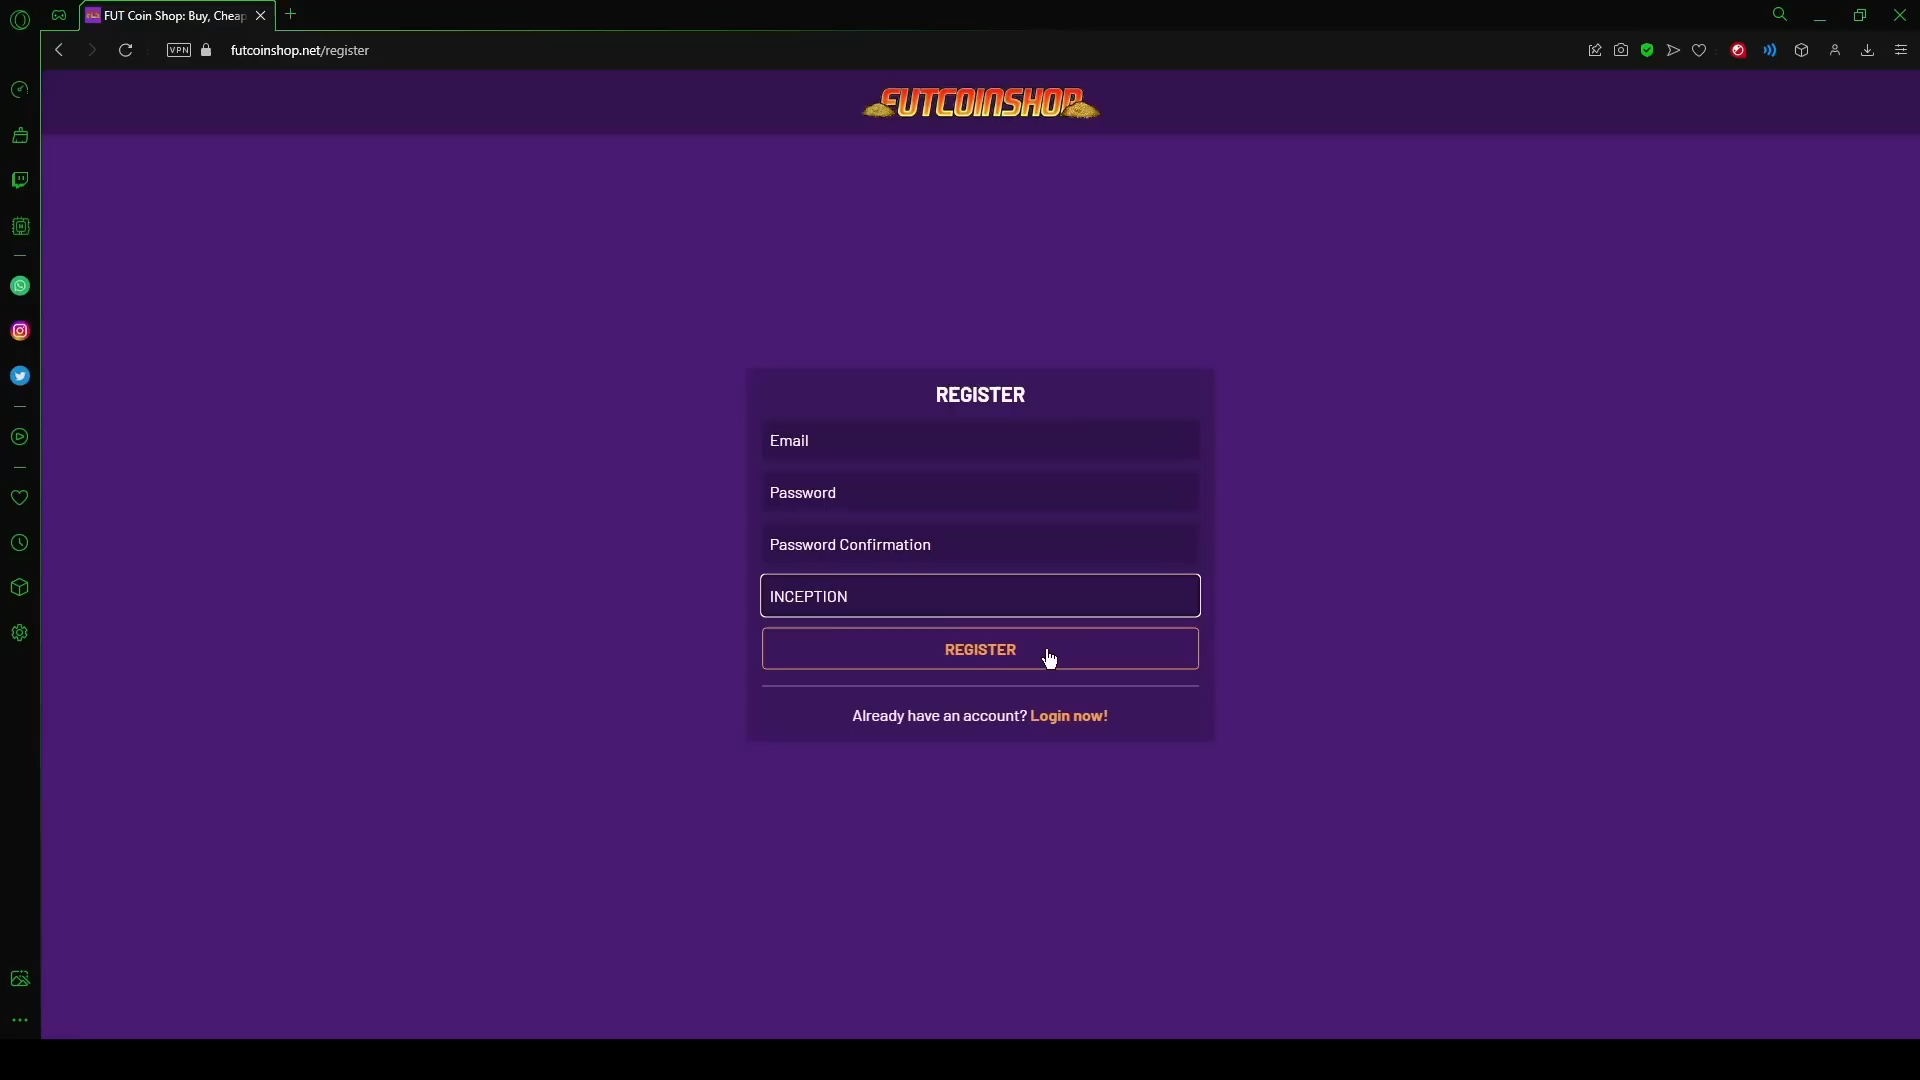 FUT Coin Shop: Buy, Cheap
VPN
futcoinshop.net/register
FUTCOINSHOP
REGISTER
Email
Password
Password Confirmation
INCEPTION
REGISTER
Already have an account? Login now!